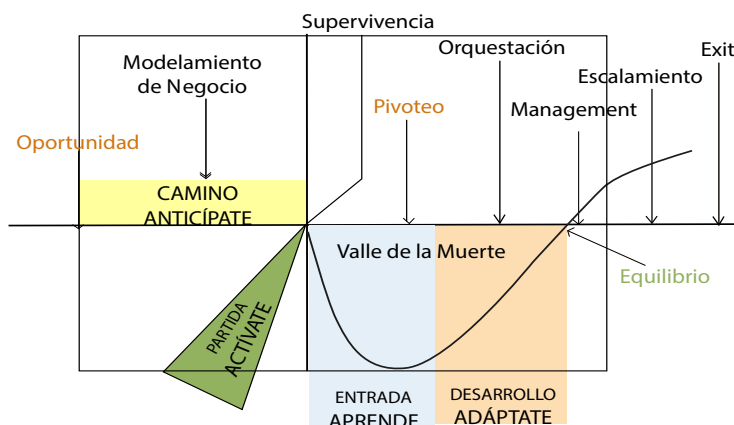 Supervivencia
Orquestación
Exit
Modelamiento
de Negocio
Escalamiento
Pivoteo
Management
Oportunidad
CAMINO
ANTICÍPATE
Valle de la Muerte
Equilibrio
PARTIDA
ACTÍVATE
ENTRADA
APRENDE
DESARROLLO
ADÁPTATE